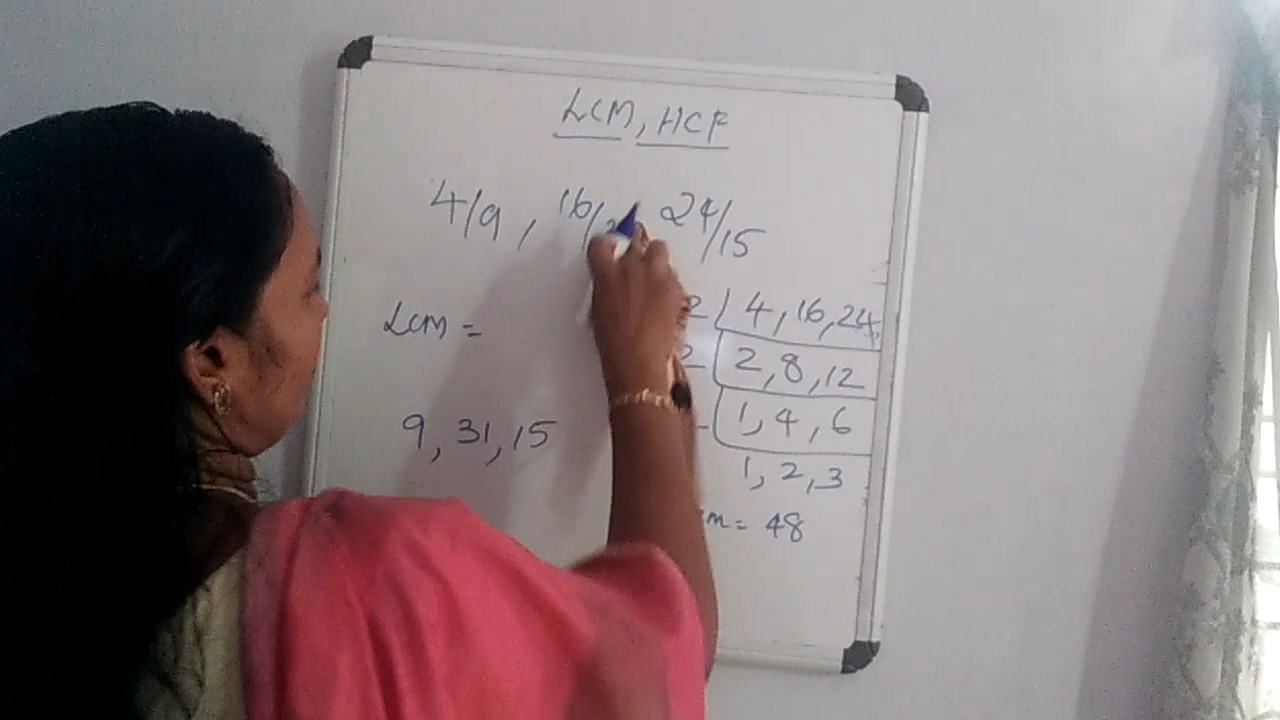 LCM, HCF
4/9, 16/ 24/15
LCM =
2 | 4, 16, 24
2 | 2, 8, 12
1, 4, 6
1, 2, 3
9, 31, 15
m = 48